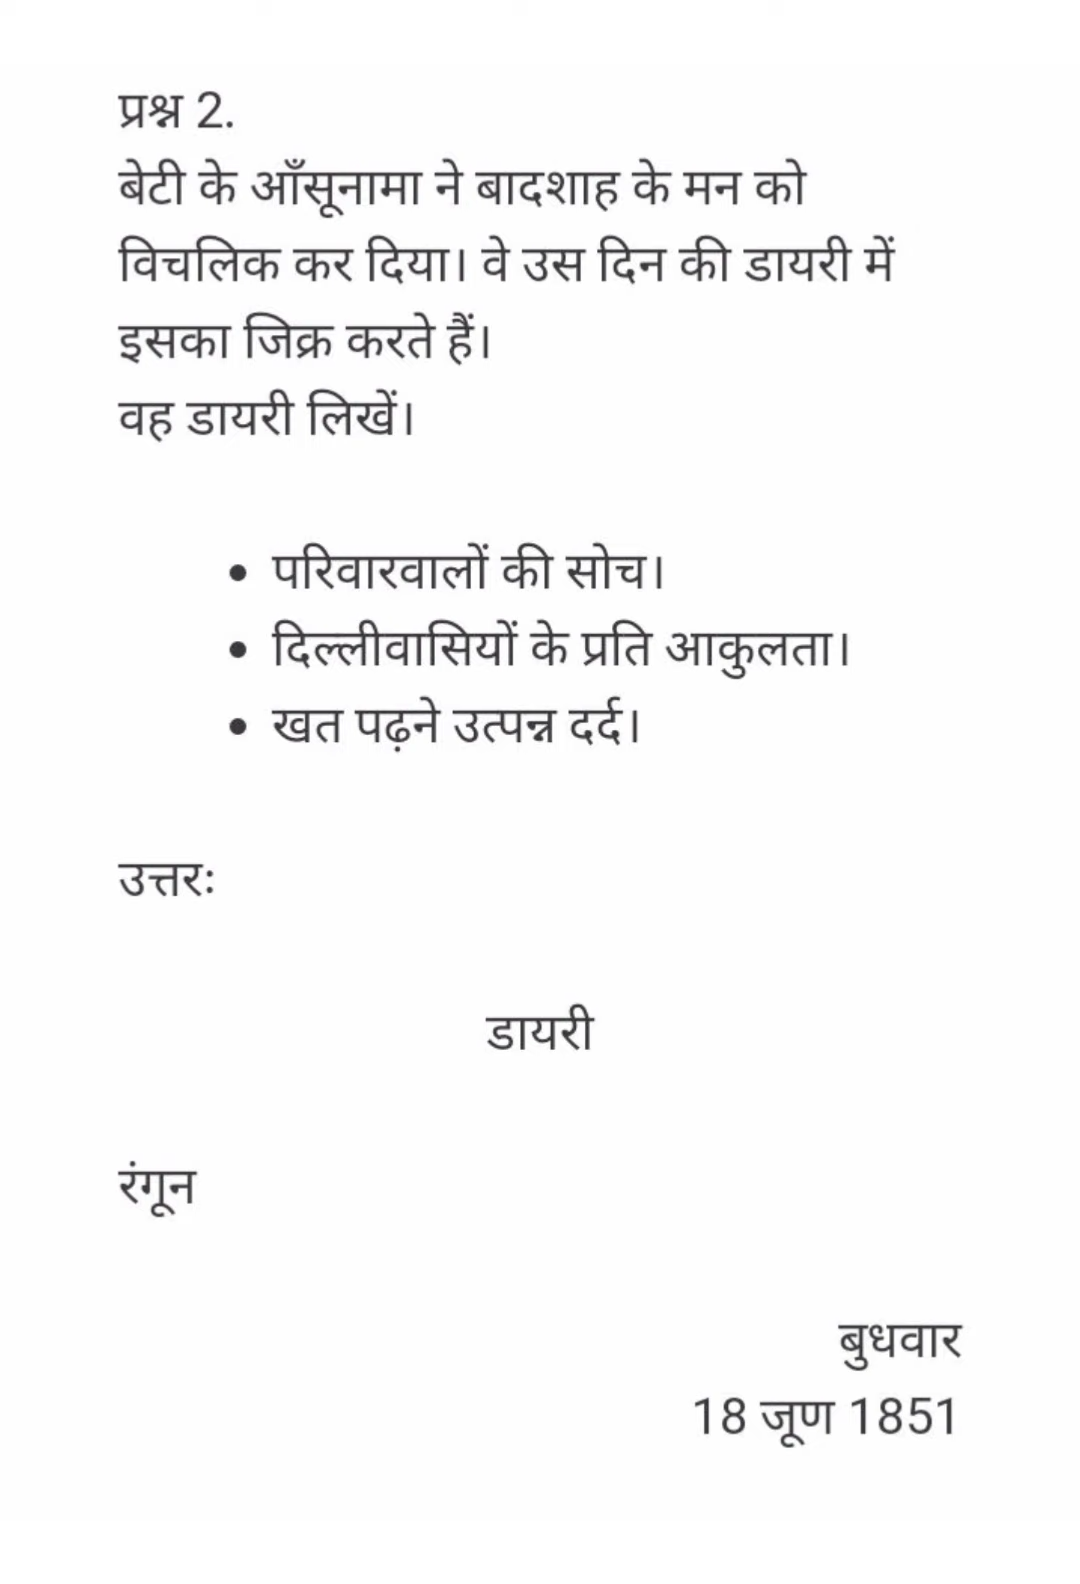 प्रश्न 2.
बेटी के आँसूनामा ने बादशाह के मन को
विचलिक कर दिया। वे उस दिन की डायरी में
इसका जिक्र करते हैं।
वह डायरी लिखें।
• परिवारवालों की सोच।
• दिल्लीवासियों के प्रति आकुलता।
• खत पढ़ने उत्पन्न दर्द।
उत्तरः
डायरी
रंगून
बुधवार
18 जूण 1851